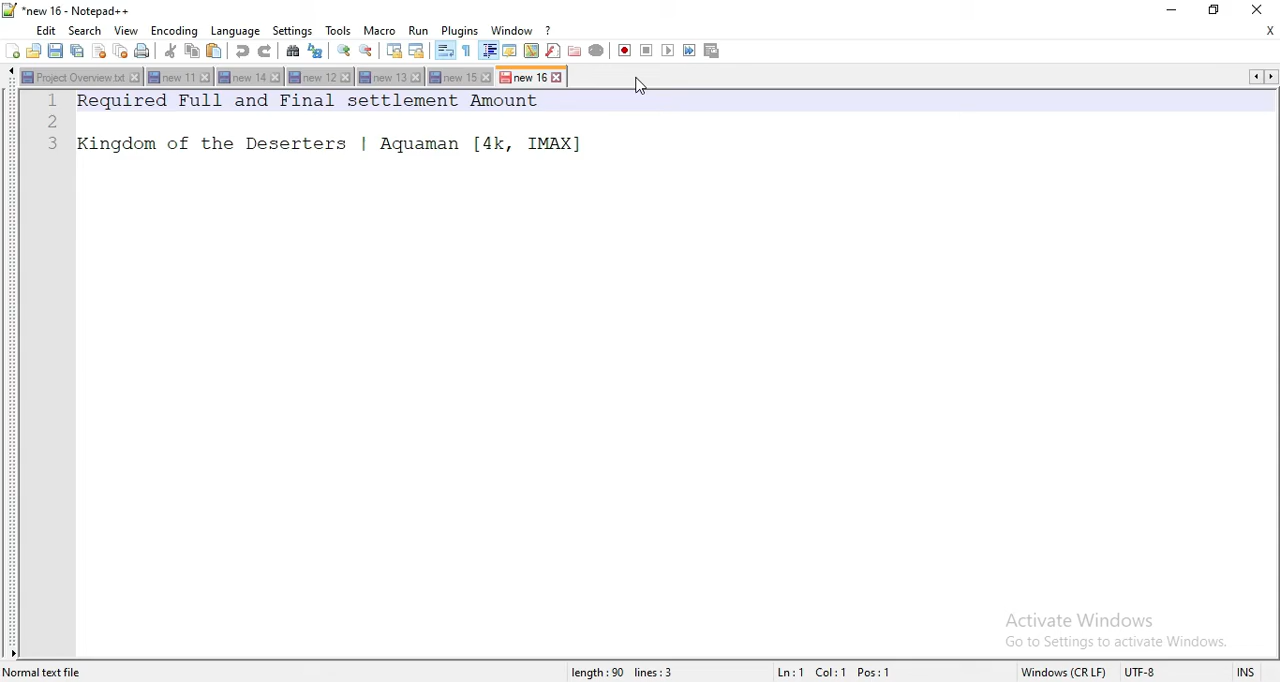 *new 16 - Notepad++
Edit Search View Encoding Language Settings Tools Macro Run Plugins Window ? X
Project Overview.txt new 11 new 14 new 12 new 13 new 15 new 16
1 Required Full and Final settlement Amount
2
3 Kingdom of the Deserters | Aquaman [4k, IMAX]
Activate Windows
Go to Settings to activate Windows.
Normal text file length : 90 lines : 3 Ln : 1 Col : 1 Pos : 1 Windows (CR LF) UTF-8 INS